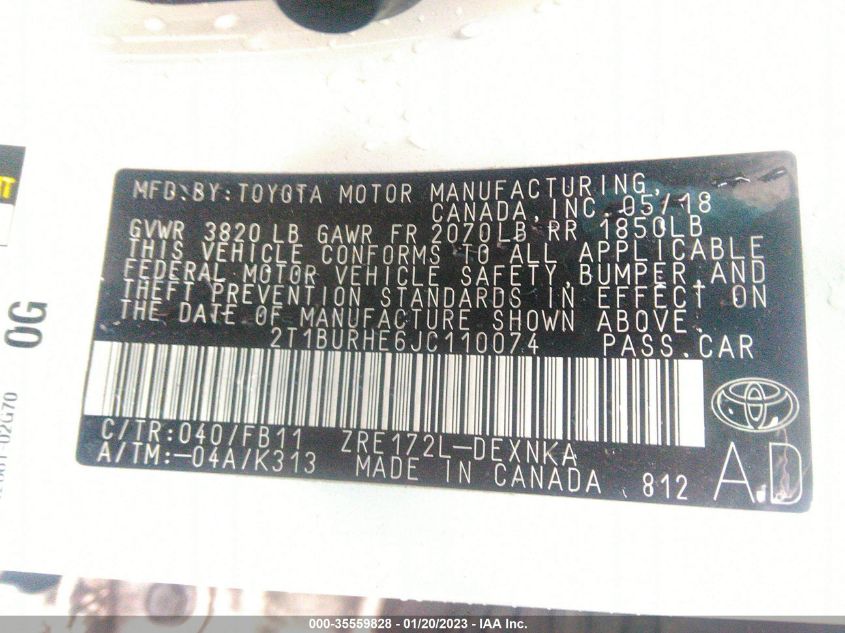 MFD.BY:TOYOTA MOTOR MANUFACTURING,
CANADA, INC. 05/18
GVWR 3820 LB GAWR FR 2070LB RR 1850LB
THIS VEHICLE CONFORMS TO ALL APPLICABLE
FEDERAL MOTOR VEHICLE SAFETY, BUMPER, AND
THEFT PREVENTION STANDARDS IN EFFECT ON
THE DATE OF MANUFACTURE SHOWN ABOVE.
2T1BURHE6JC110074 PASS.CAR
C/TR:040/FB11 ZRE172L-DEXNKA
A/TM:-04A/K313 MADE IN CANADA 812
A.D
0G
02G70
000-35559828 - 01/20/2023 - IAA Inc.